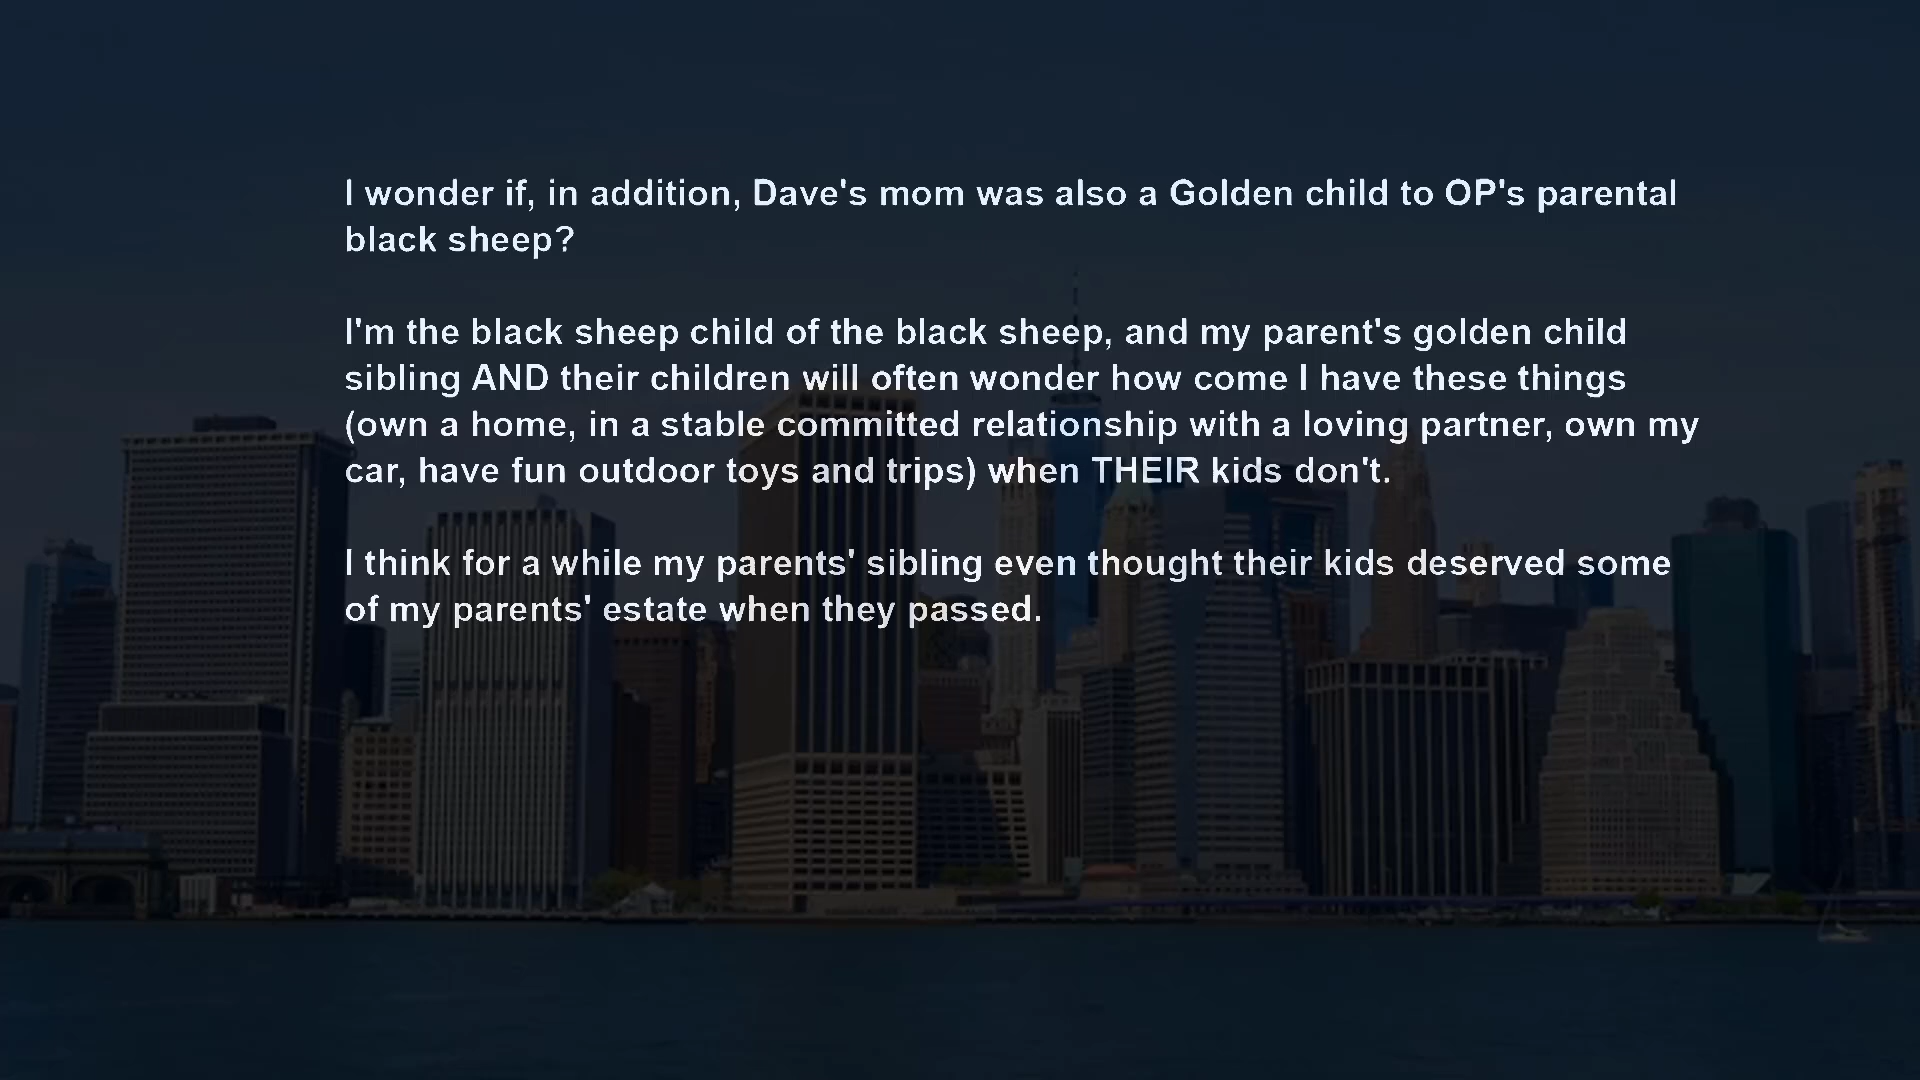 I wonder if, in addition, Dave's mom was also a Golden child to OP's parental
black sheep?
I'm the black sheep child of the black sheep, and my parent's golden child
sibling AND their children will often wonder how come I have these things
(own a home, in a stable committed relationship with a loving partner, own my
car, have fun outdoor toys and trips) when THEIR kids don't.
I think for a while my parents' sibling even thought their kids deserved some
of my parents' estate when they passed.